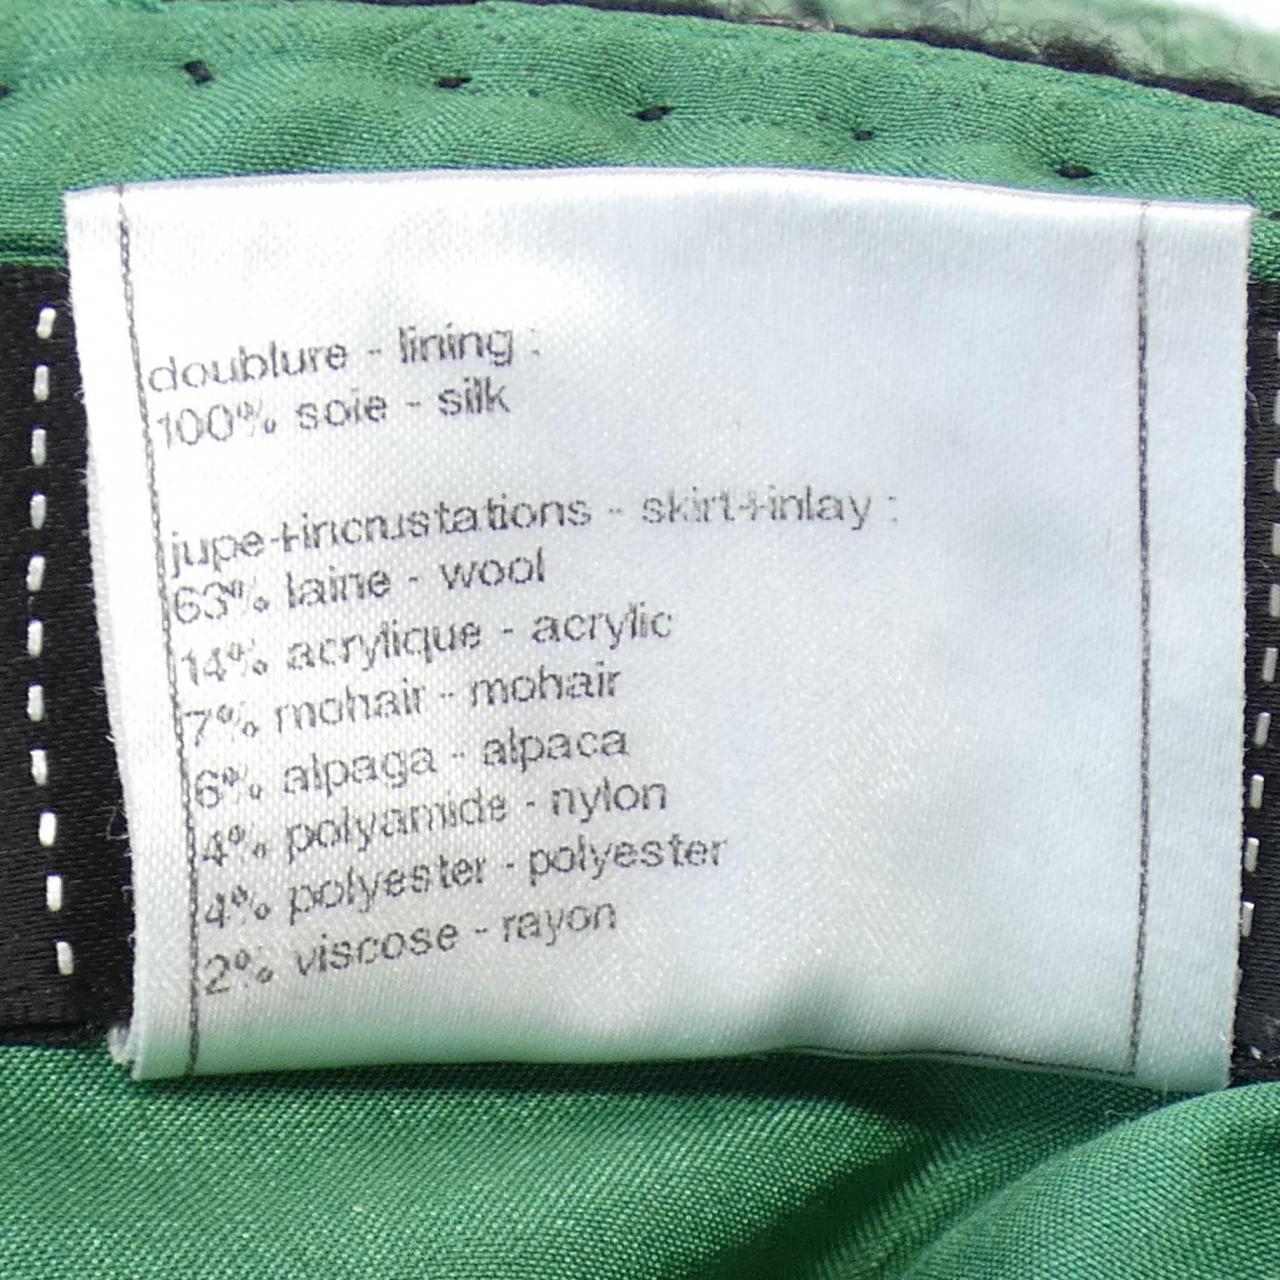 doublure - lining :
100% soie - silk
jupe+incrustations - skirt+inlay :
63% laine - wool
14% acrylique - acrylic
7% mohair - mohair
6% alpaga - alpaca
4% polyamide - nylon
4% polyester - polyester
2% viscose - rayon